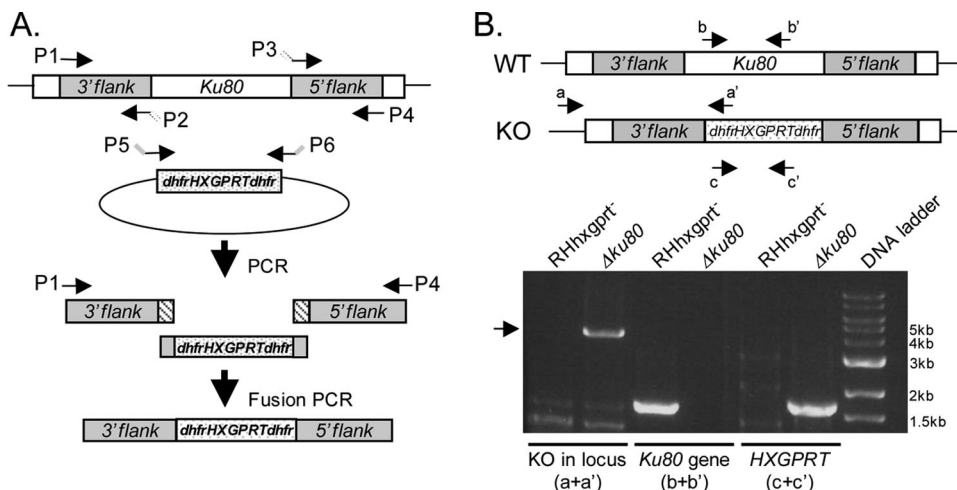 A.
P1
P3
3' flank
Ku80
5' flank
P2
P4
P5
P6
dhfrHXGPRTdhfr
PCR
P1
P4
3' flank
5' flank
dhfrHXGPRTdhfr
Fusion PCR
3' flank
dhfrHXGPRTdhfr
5' flank
B.
b
b'
WT
3' flank
Ku80
5' flank
a
a'
KO
3' flank
dhfrHXGPRTdhfr
5' flank
c
c'
RHhxgprt-
Δku80
RHhxgprt-
Δku80
RHhxgprt-
Δku80
DNA ladder
5kb
4kb
3kb
2kb
1.5kb
KO in locus
(a+a')
Ku80 gene
(b+b')
HXGPRT
(c+c')